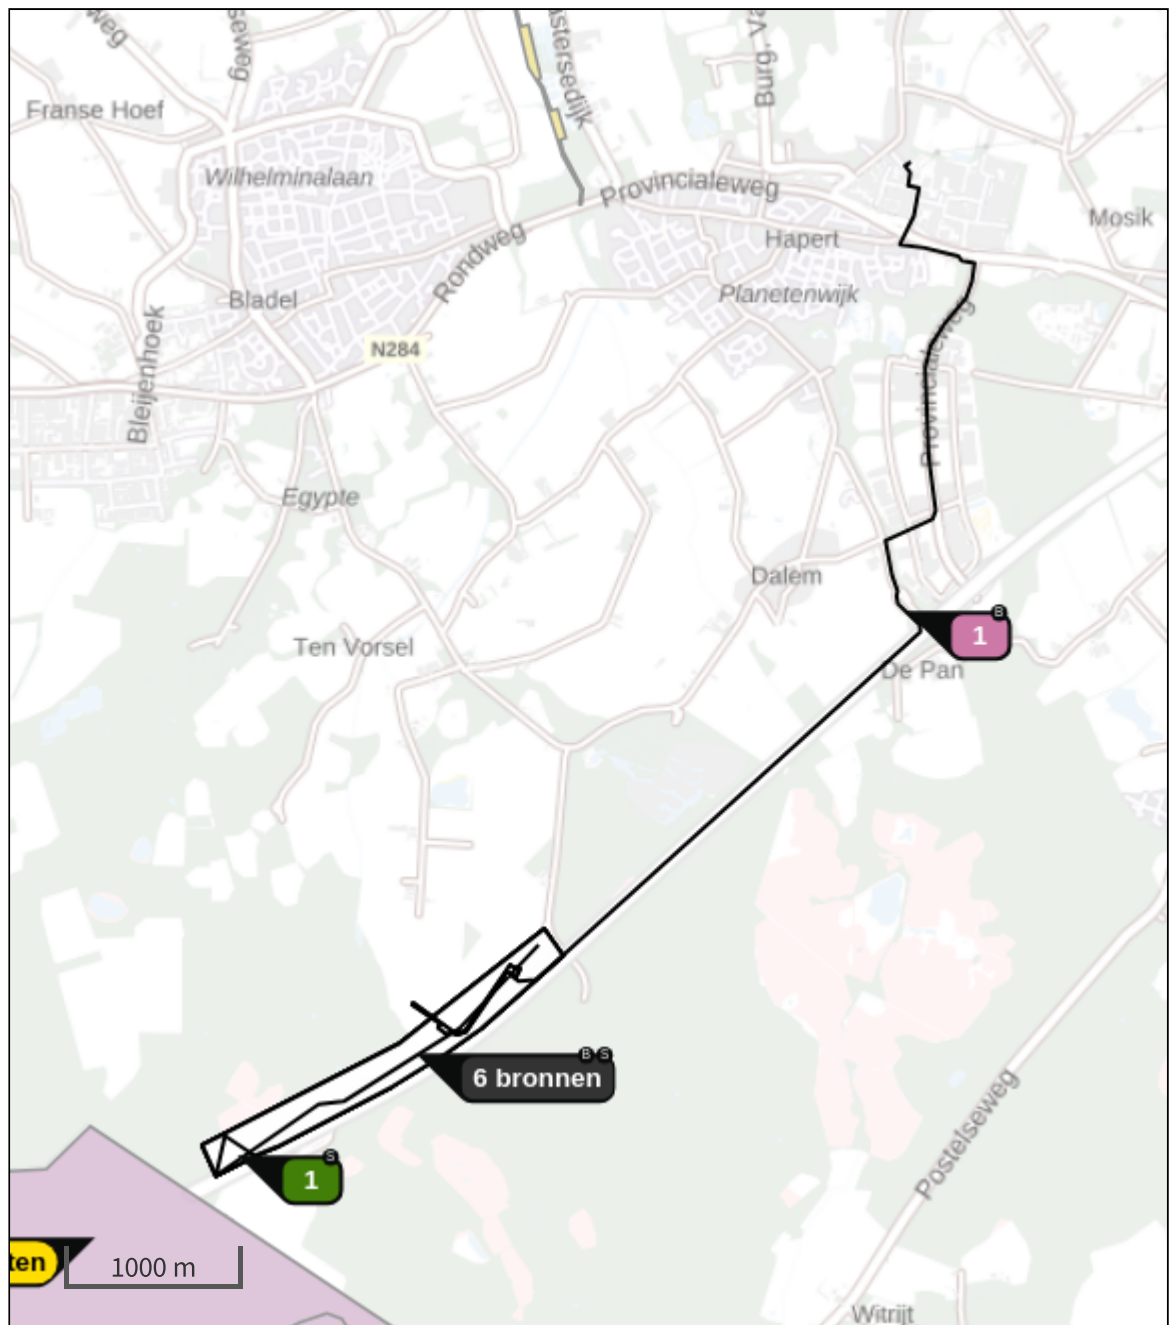 Franse Hoef
Wilhelminalaan
Provincialeweg
Mosik
Hapert
Rondweg
Planetenwijk
Bladel
N284
Bleijenhoek
Provincialeweg
Egypte
Dalem
B
1
Ten Vorsel
De Pan
B S
6 bronnen
S
1
Postelseweg
ten
1000 m
Witrijt